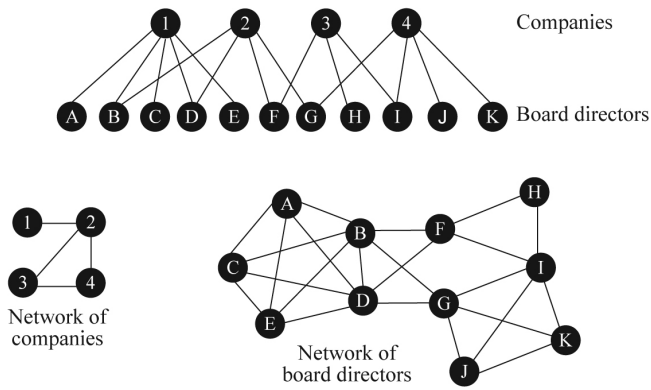 1 2 3 4 Companies
A B C D E F G H I J K Board directors
1 2
3 4
Network of
companies
A
B
C
D
E
F
G
H
I
J
K
Network of
board directors